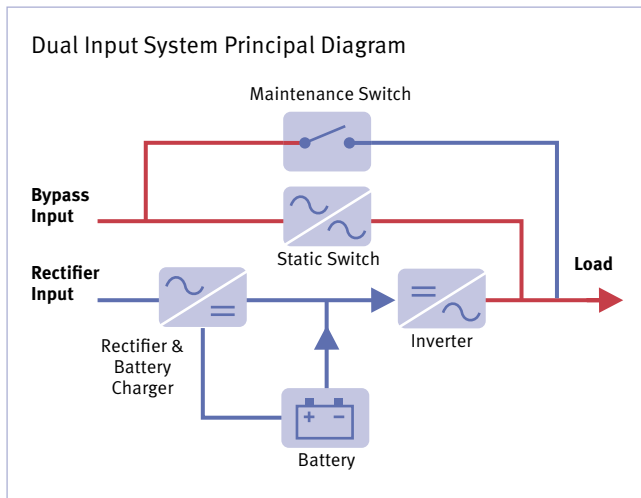 Dual Input System Principal Diagram
Maintenance Switch
Bypass
Input
Static Switch
Rectifier
Input
Load
Rectifier &
Battery
Charger
Inverter
Battery